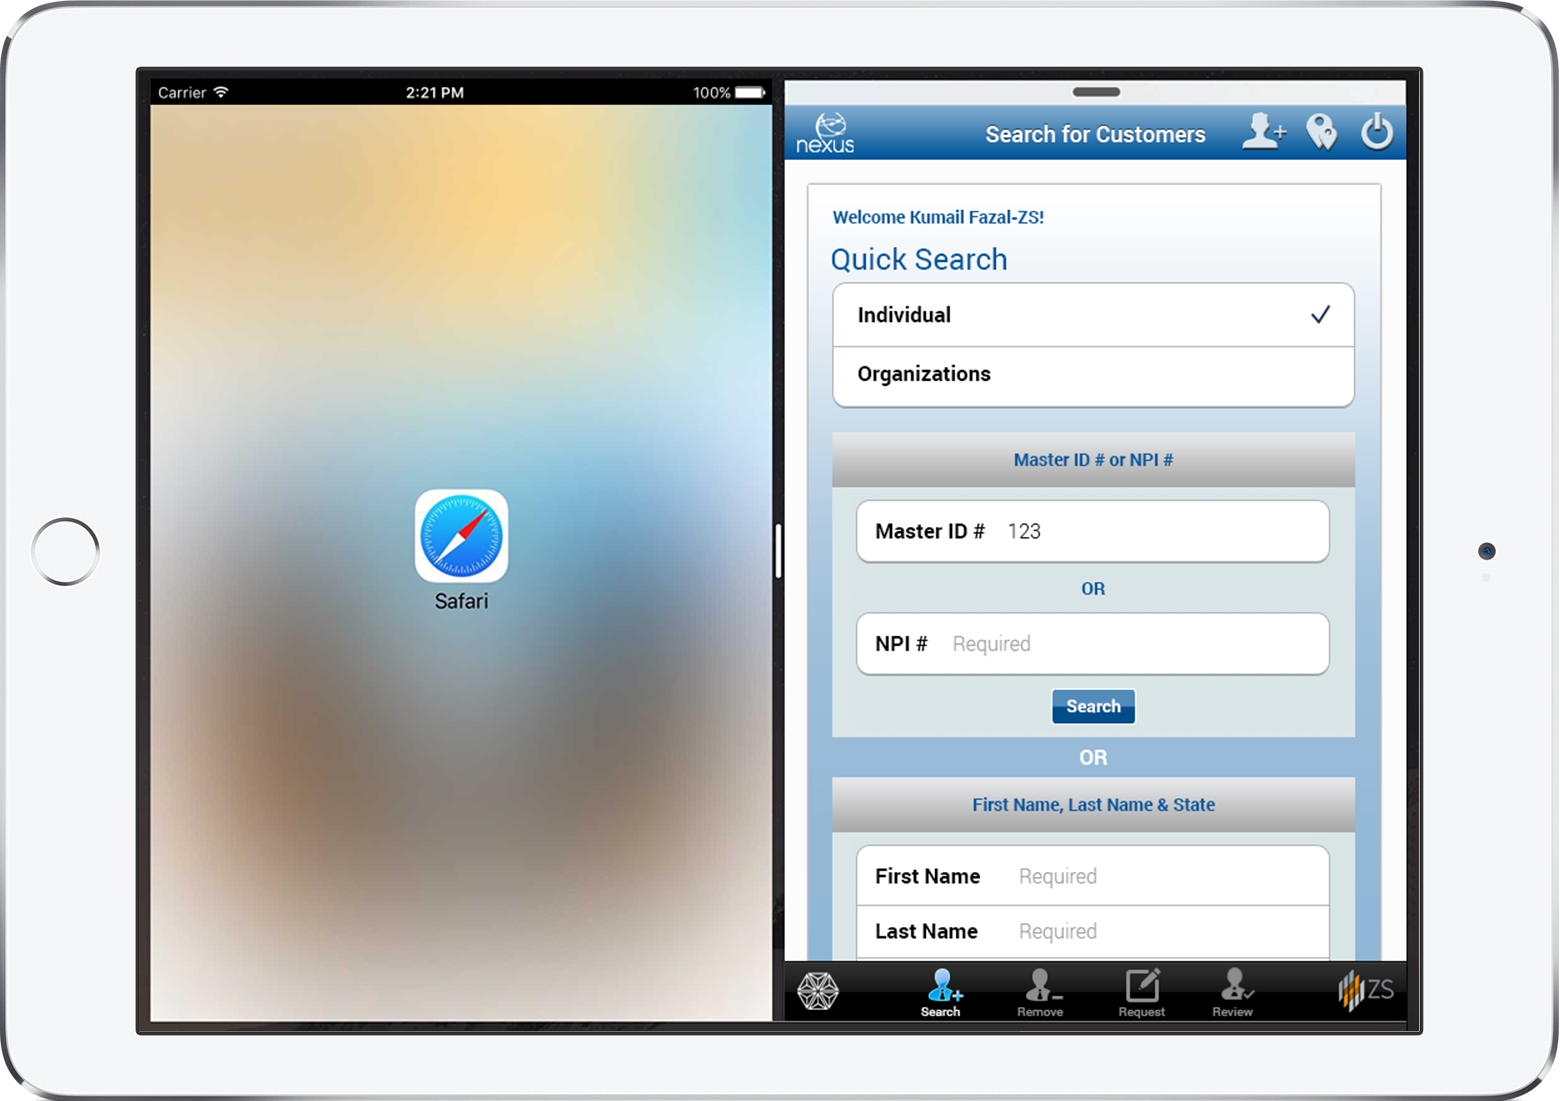 Carrier 2:21 PM 100%
Safari
nexus Search for Customers
Welcome Kumail Fazal-ZS!
Quick Search
Individual
Organizations
Master ID # or NPI #
Master ID # 123
OR
NPI # Required
Search
OR
First Name, Last Name & State
First Name Required
Last Name Required
Search Remove Request Review ZS